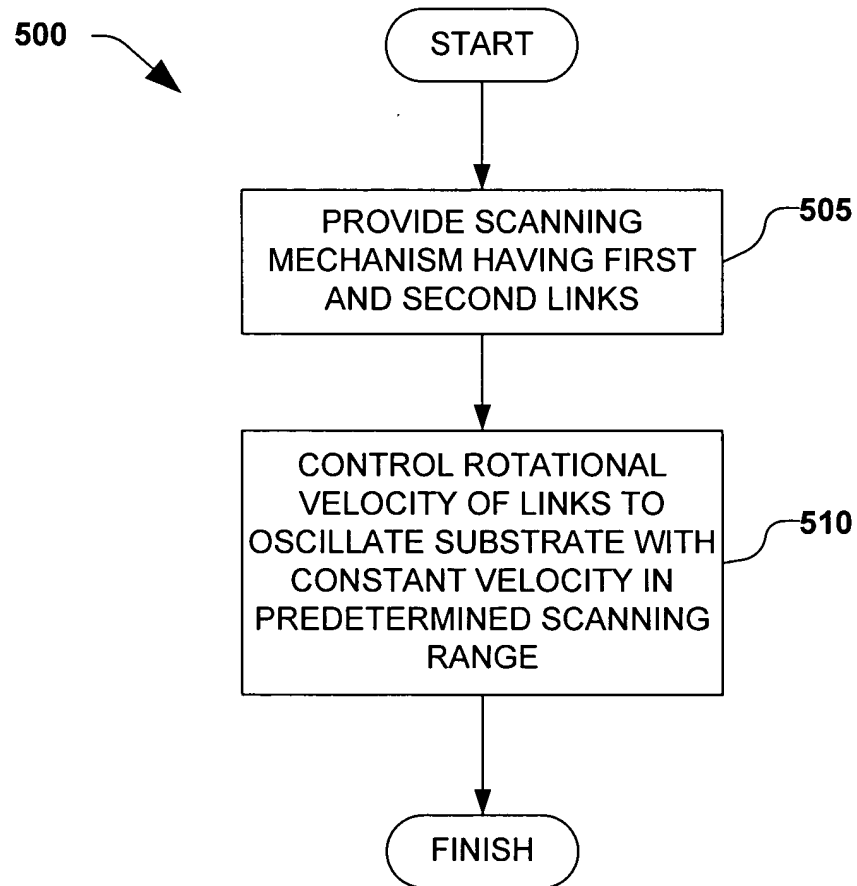 500
START
PROVIDE SCANNING
MECHANISM HAVING FIRST
AND SECOND LINKS
505
CONTROL ROTATIONAL
VELOCITY OF LINKS TO
OSCILLATE SUBSTRATE WITH
CONSTANT VELOCITY IN
PREDETERMINED SCANNING
RANGE
510
FINISH